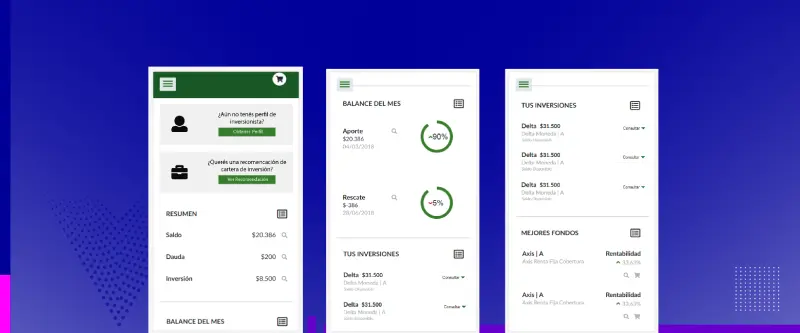 ¿Aún no tenés perfil de
inversionista?
Obtener Perfil
¿Querés una recomencación de
cartera de inversión?
Ver Recomendación
RESUMEN
Saldo $20.386
Dauda $200
Inversión $8,500
BALANCE DEL MES
BALANCE DEL MES
Aporte
$20.386
04/03/2018
90%
Rescate
$-386
28/06/2018
5%
TUS INVERSIONES
Delta $31.500
Delta Moneda | A
Saldo Disponible
Consultar
Delta $31.500
Delta Moneda | A
Saldo Disponible
Consultar
TUS INVERSIONES
Delta $31.500
Delta Moneda | A
Saldo Disponible
Consultar
Delta $31.500
Delta Moneda | A
Saldo Disponible
Consultar
Delta $31.500
Delta Moneda | A
Saldo Disponible
Consultar
MEJORES FONDOS
Axis | A Rentabilidad
Axis Renta Fija Cobertura 33,63%
Axis | A Rentabilidad
Axis Renta Fija Cobertura 33,63%